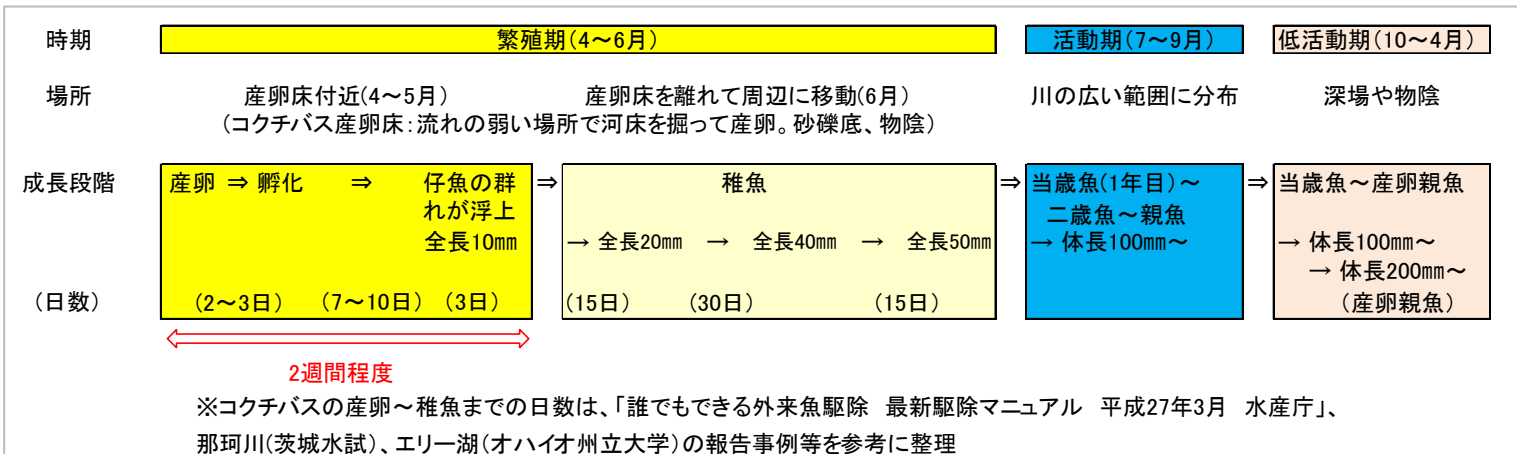 時期 繁殖期(4～6月) 活動期(7～9月) 低活動期(10～4月)
場所 産卵床付近(4～5月) 産卵床を離れて周辺に移動(6月) 川の広い範囲に分布 深場や物陰
(コクチバス産卵床:流れの弱い場所で河床を掘って産卵。砂礫底、物陰)
成長段階 産卵 ⇒ 孵化 ⇒ 仔魚の群 ⇒ 稚魚 ⇒ 当歳魚(1年目)～ ⇒ 当歳魚～産卵親魚
れが浮上 二歳魚～親魚
全長10㎜ → 全長20㎜ → 全長40㎜ → 全長50㎜ → 体長100㎜～ → 体長100㎜～
→ 体長200㎜～
(日数) (2～3日) (7～10日) (3日) (15日) (30日) (15日) (産卵親魚)
2週間程度
※コクチバスの産卵～稚魚までの日数は、「誰でもできる外来魚駆除 最新駆除マニュアル 平成27年3月 水産庁」、
那珂川(茨城水試)、エリー湖(オハイオ州立大学)の報告事例等を参考に整理